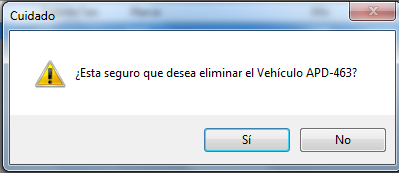 Cuidado
¿Esta seguro que desea eliminar el Vehículo APD-463?
Sí
No